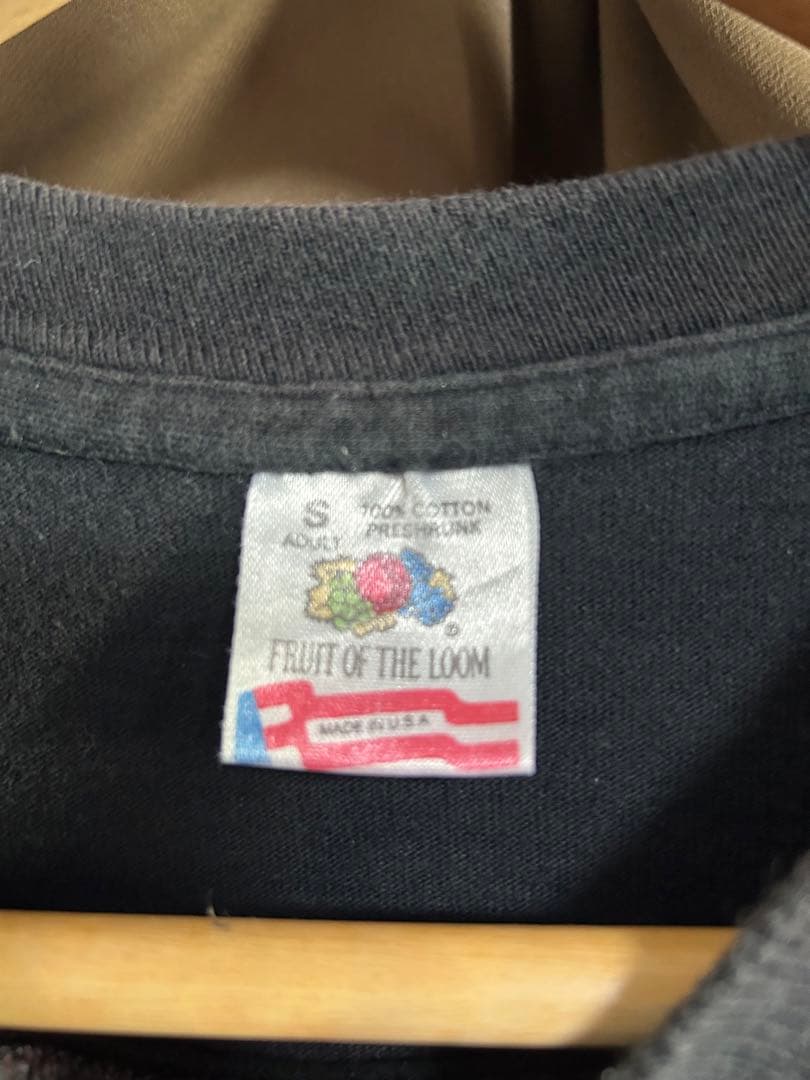 S 100% COTTON
ADULT PRESHRUNK
®
FRUIT OF THE LOOM
MADE IN U.S.A